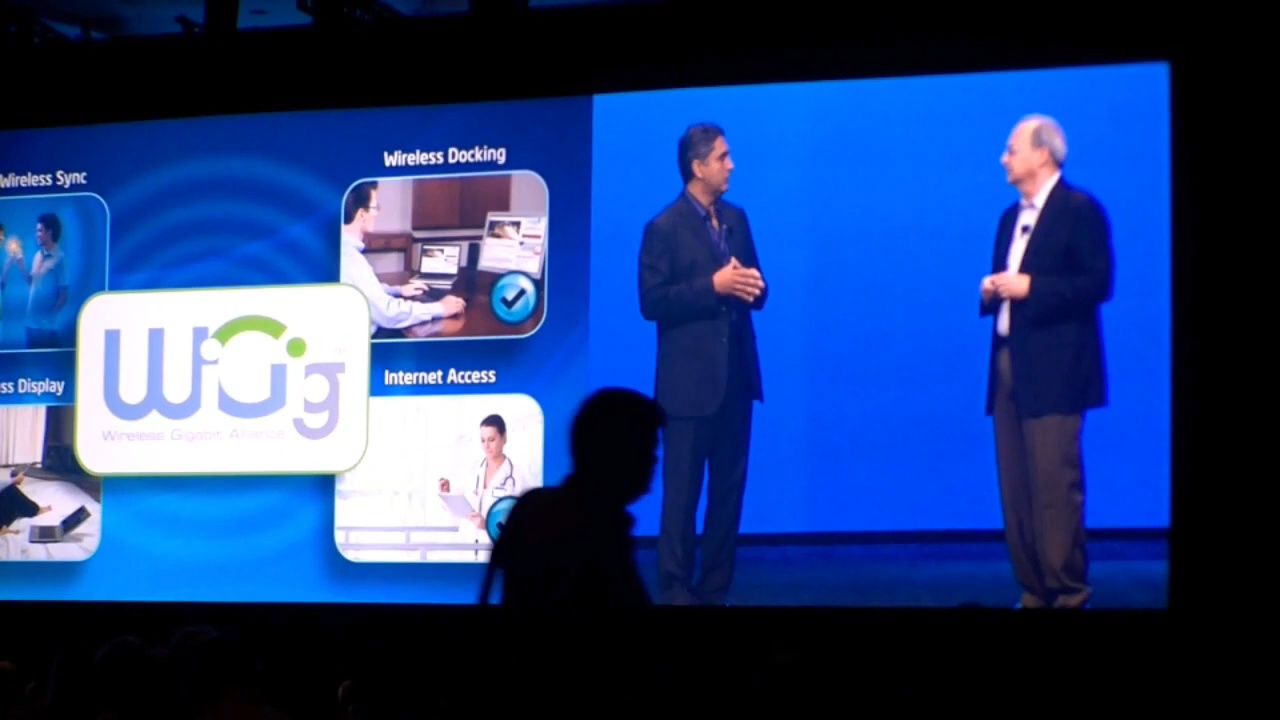 Wireless Docking
Wireless Sync
WiGig
Wireless Gigabit Alliance
ss Display
Internet Access